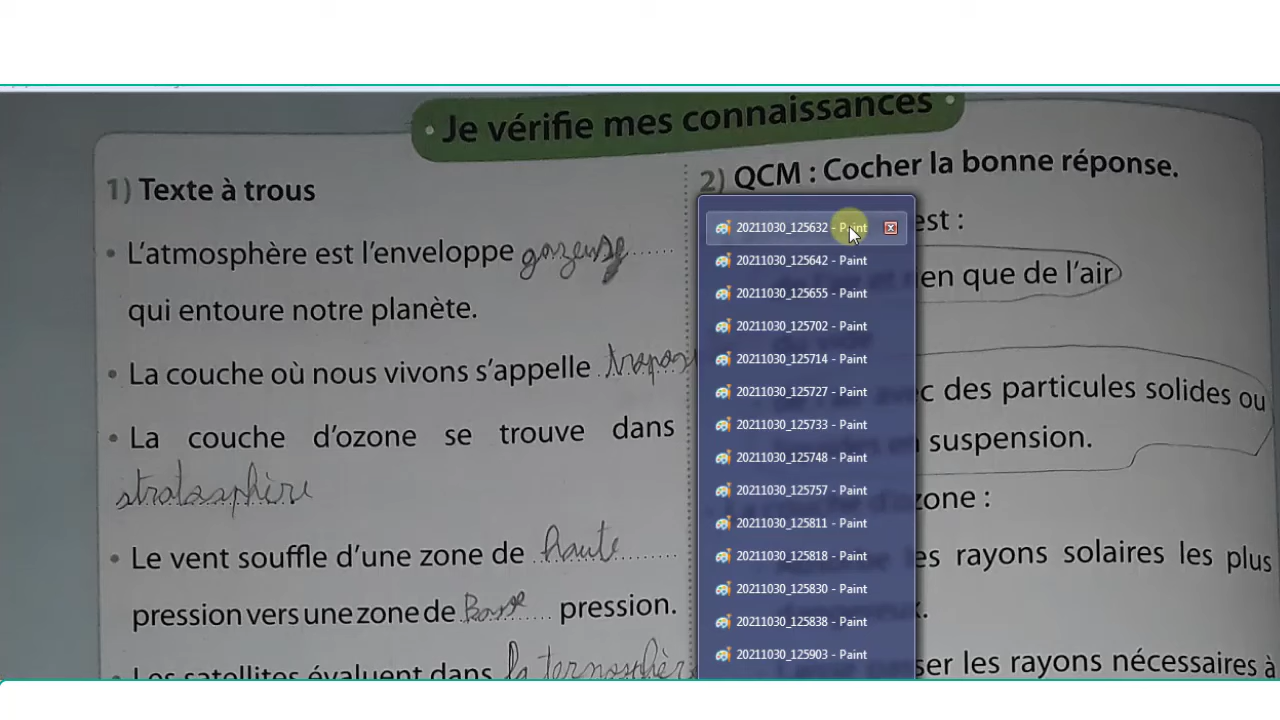 • Je vérifie mes connaissances •
1) Texte à trous
• L'atmosphère est l'enveloppe gazeuse
qui entoure notre planète.
• La couche où nous vivons s'appelle
• La couche d'ozone se trouve dans
stratosphère
• Le vent souffle d'une zone de haute
pression vers une zone de Basse pression.
• Les satellites évaluent dans la
2) QCM : Cocher la bonne réponse.
est :
en que de l'air
c des particules solides ou
suspension.
zone :
es rayons solaires les plus
ser les rayons nécessaires à
20211030_125632 - Paint
20211030_125642 - Paint
20211030_125655 - Paint
20211030_125702 - Paint
20211030_125714 - Paint
20211030_125727 - Paint
20211030_125733 - Paint
20211030_125748 - Paint
20211030_125757 - Paint
20211030_125811 - Paint
20211030_125818 - Paint
20211030_125830 - Paint
20211030_125838 - Paint
20211030_125903 - Paint